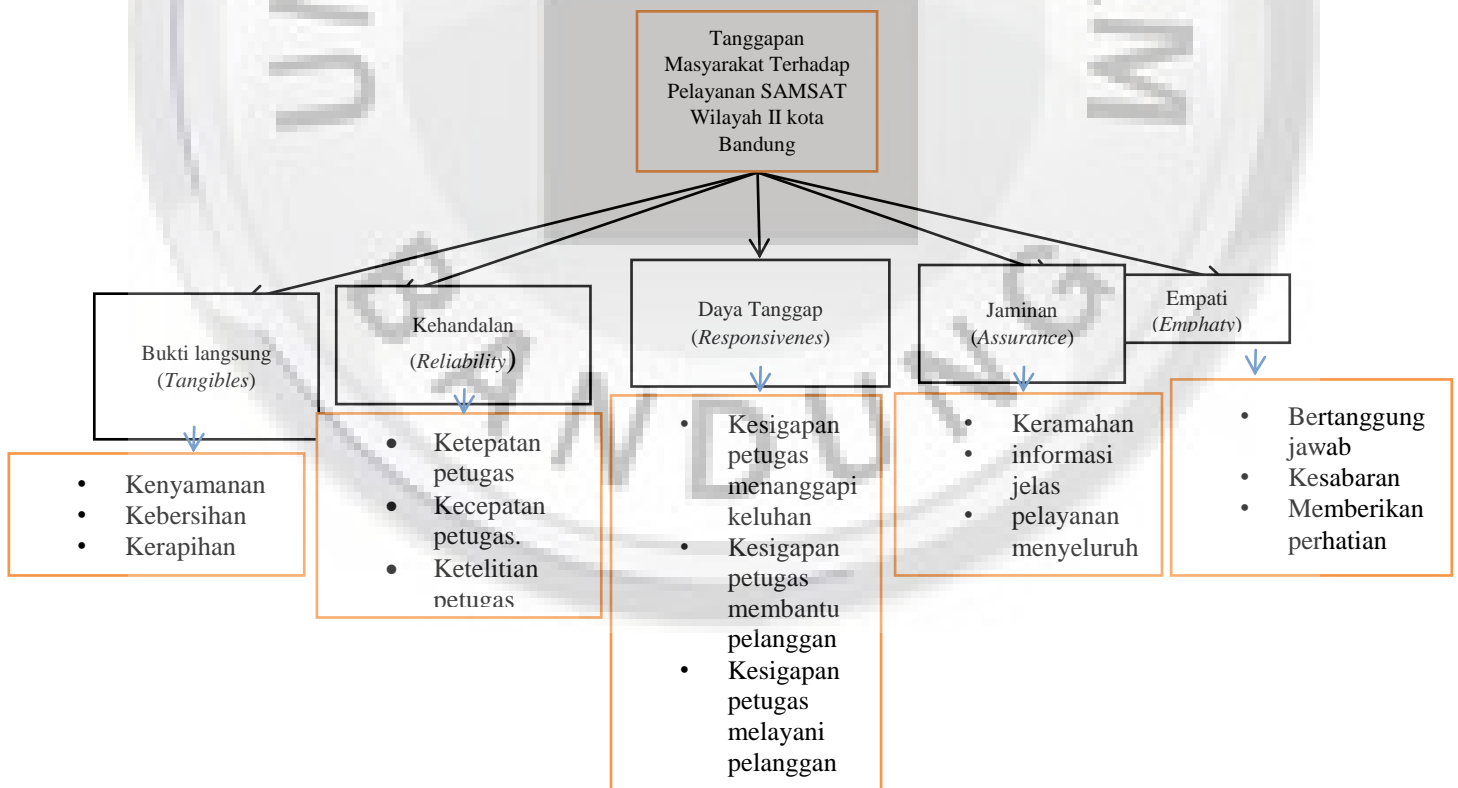 Tanggapan
Masyarakat Terhadap
Pelayanan SAMSAT
Wilayah II kota
Bandung
Bukti langsung
(Tangibles)
Kehandalan
(Reliability)
Daya Tanggap
(Responsivenes)
Jaminan
(Assurance)
Empati
(Emphaty)
• Kenyamanan
• Kebersihan
• Kerapihan
• Ketepatan
petugas
• Kecepatan
petugas.
• Ketelitian
petugas
• Kesigapan
petugas
menanggapi
keluhan
• Kesigapan
petugas
membantu
pelanggan
• Kesigapan
petugas
melayani
pelanggan
• Keramahan
• informasi
jelas
• pelayanan
menyeluruh
• Bertanggung
jawab
• Kesabaran
• Memberikan
perhatian
UN
M
BANDUNG